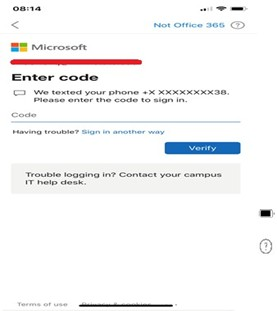 08:14
Not Office 365 ?
Microsoft
Enter code
We texted your phone +X XXXXXXXX38.
Please enter the code to sign in.
Code
Having trouble? Sign in another way
Verify
Trouble logging in? Contact your campus
IT help desk.
?
Terms of use Privacy & cookies